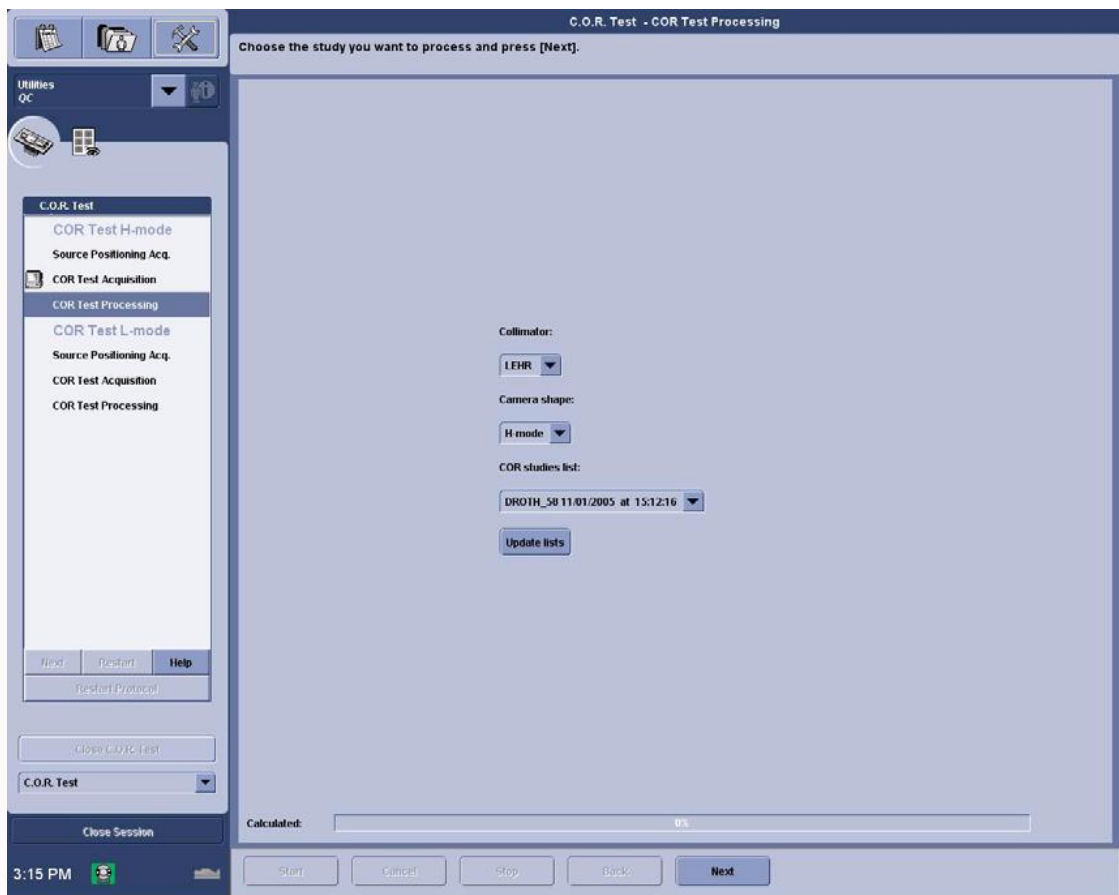 C.O.R. Test - COR Test Processing
Choose the study you want to process and press [Next].
Utilities
QC
C.O.R. Test
COR Test H-mode
Source Positioning Acq.
COR Test Acquisition
COR Test Processing
COR Test L-mode
Source Positioning Acq.
COR Test Acquisition
COR Test Processing
Next Restart Help
Restart Protocol
Close C.O.R. Test
C.O.R. Test
Close Session
3:15 PM
Collimator:
LEHR
Camera shape:
H-mode
COR studies list:
DROTH_58 11/01/2005 at 15:12:16
Update lists
Calculated: 0%
Start Cancel Stop Back Next